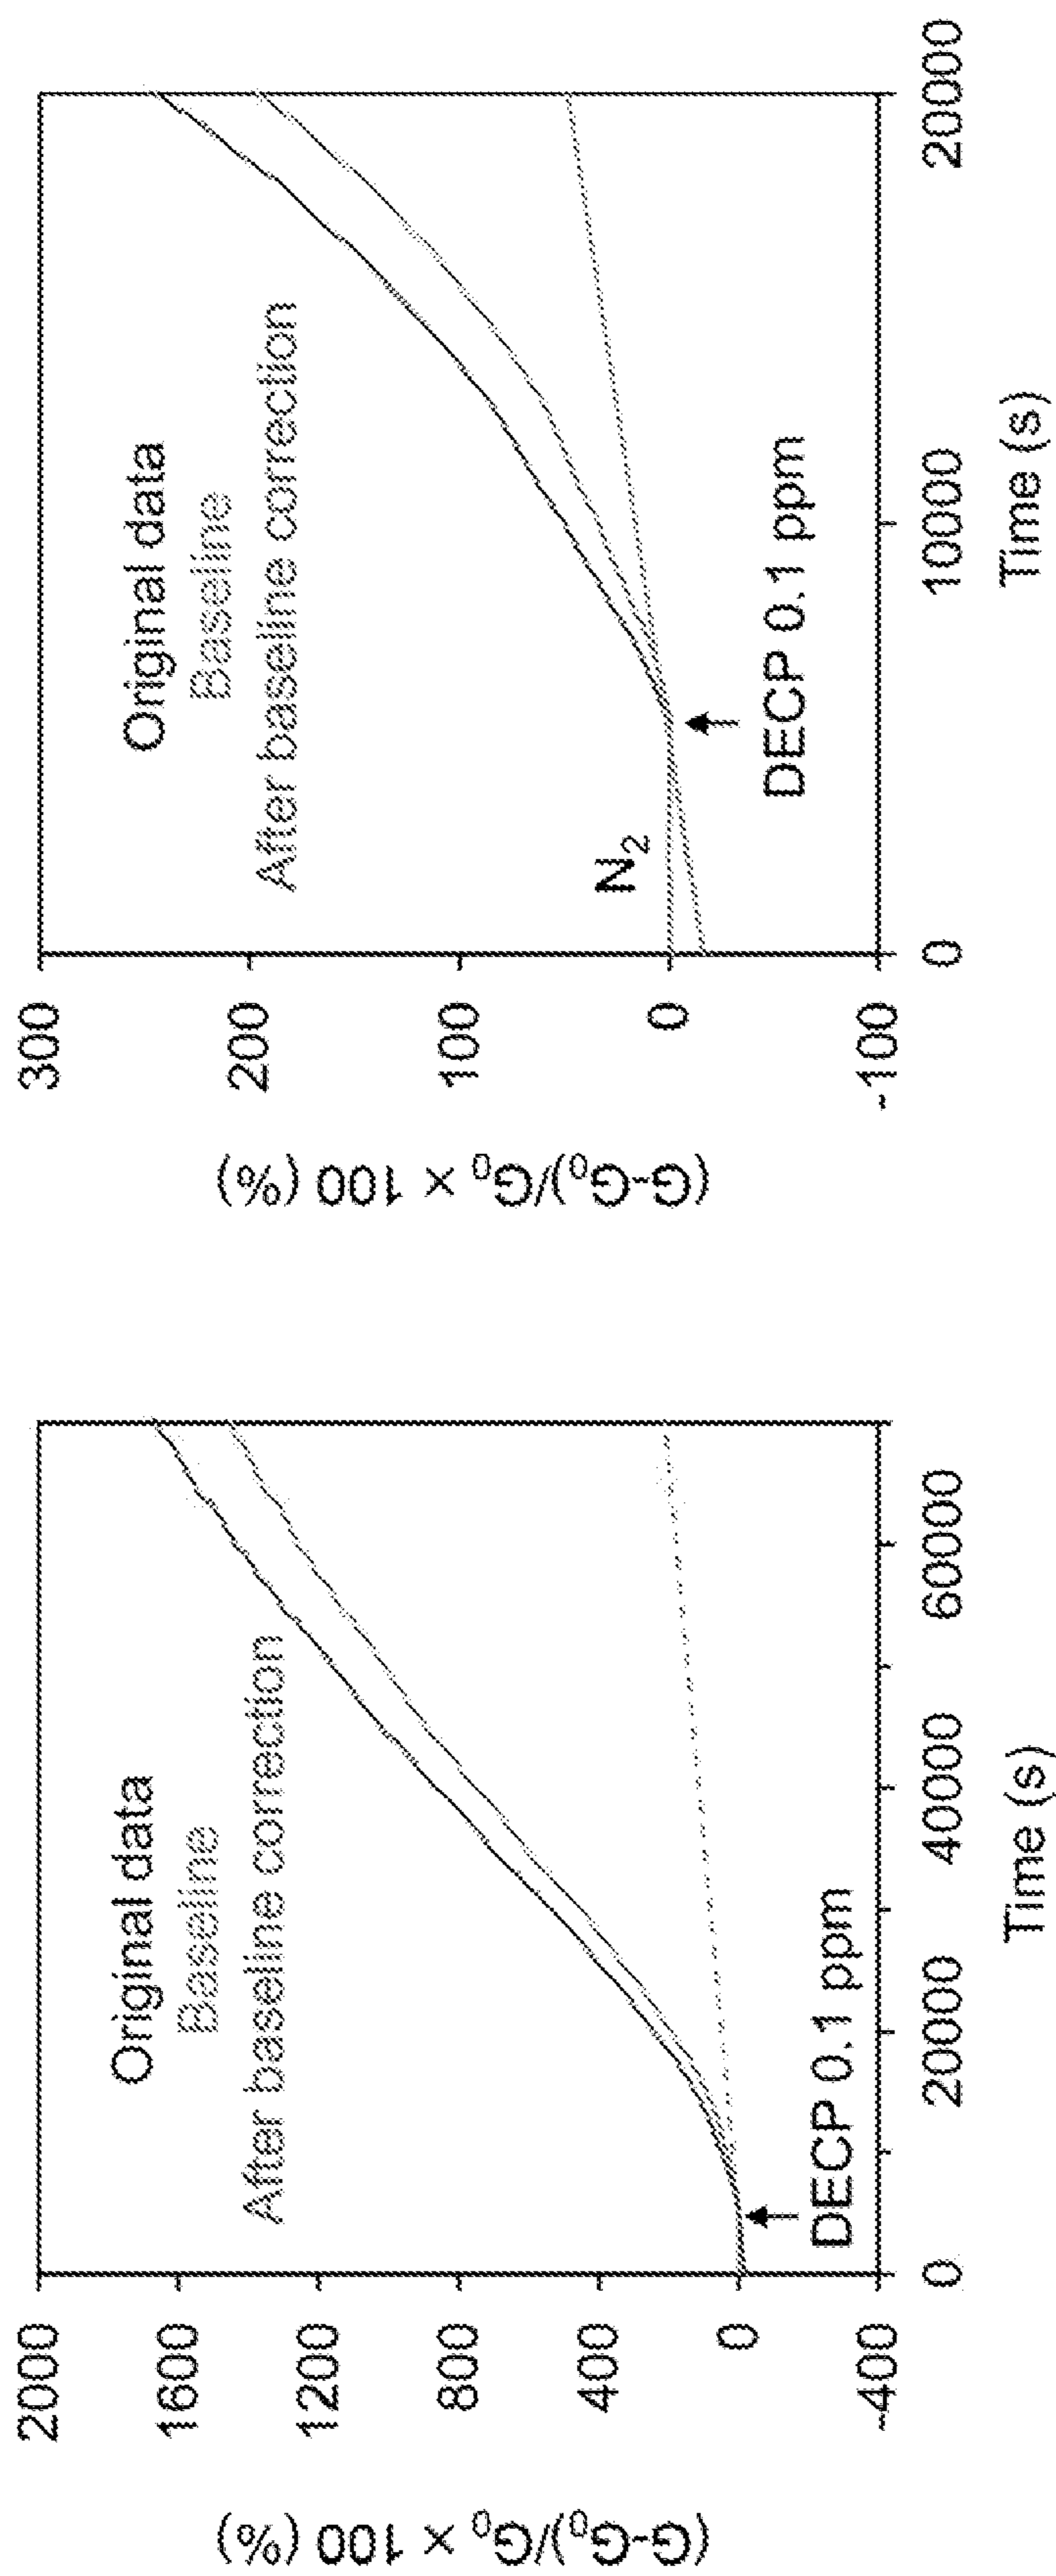 (G-G₀)/G₀ × 100 (%)
2000
1600
1200
800
400
0
-400
Original data
Baseline
After baseline correction
DECP 0.1 ppm
0
20000
40000
60000
Time (s)
(G-G₀)/G₀ × 100 (%)
300
200
100
0
-100
Original data
Baseline
After baseline correction
N₂
DECP 0.1 ppm
0
10000
20000
Time (s)